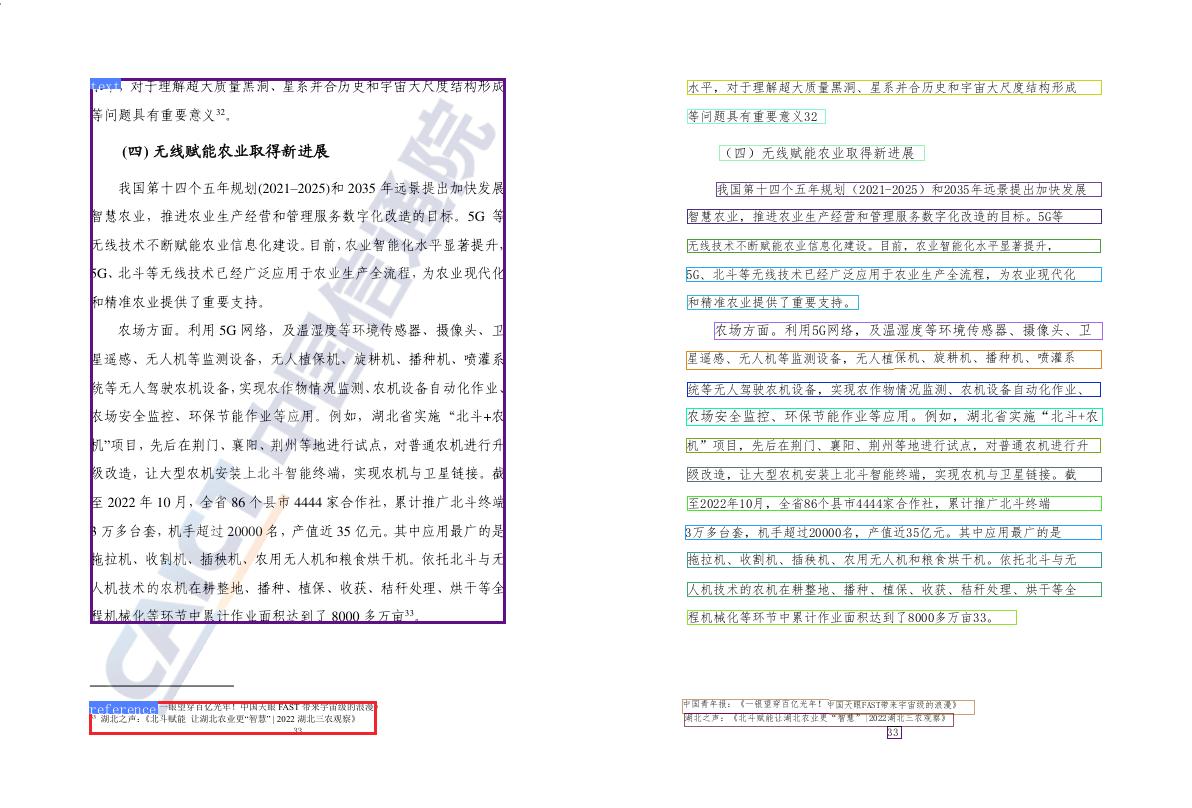 text
，对于理解超大质量黑洞、星系并合历史和宇宙大尺度结构形成
等问题具有重要意义32。
(四) 无线赋能农业取得新进展
我国第十四个五年规划(2021–2025)和 2035 年远景提出加快发展
智慧农业，推进农业生产经营和管理服务数字化改造的目标。5G 等
无线技术不断赋能农业信息化建设。目前，农业智能化水平显著提升，
5G、北斗等无线技术已经广泛应用于农业生产全流程，为农业现代化
和精准农业提供了重要支持。
农场方面。利用 5G 网络，及温湿度等环境传感器、摄像头、卫
星遥感、无人机等监测设备，无人植保机、旋耕机、播种机、喷灌系
统等无人驾驶农机设备，实现农作物情况监测、农机设备自动化作业、
农场安全监控、环保节能作业等应用。例如，湖北省实施“北斗+农
机”项目，先后在荆门、襄阳、荆州等地进行试点，对普通农机进行升
级改造，让大型农机安装上北斗智能终端，实现农机与卫星链接。截
至 2022 年 10 月，全省 86 个县市 4444 家合作社，累计推广北斗终端
3 万多台套，机手超过 20000 名，产值近 35 亿元。其中应用最广的是
拖拉机、收割机、插秧机、农用无人机和粮食烘干机。依托北斗与无
人机技术的农机在耕整地、播种、植保、收获、秸秆处理、烘干等全
程机械化等环节中累计作业面积达到了 8000 多万亩33。
reference
一眼望穿百亿光年！中国天眼 FAST 带来宇宙级的浪漫》
33 湖北之声：《北斗赋能 让湖北农业更“智慧” | 2022 湖北三农观察》
33
CAICT 中国信通院
水平，对于理解超大质量黑洞、星系并合历史和宇宙大尺度结构形成
等问题具有重要意义32
（四）无线赋能农业取得新进展
我国第十四个五年规划（2021-2025）和2035年远景提出加快发展
智慧农业，推进农业生产经营和管理服务数字化改造的目标。5G等
无线技术不断赋能农业信息化建设。目前，农业智能化水平显著提升，
5G、北斗等无线技术已经广泛应用于农业生产全流程，为农业现代化
和精准农业提供了重要支持。
农场方面。利用5G网络，及温湿度等环境传感器、摄像头、卫
星遥感、无人机等监测设备，无人植保机、旋耕机、播种机、喷灌系
统等无人驾驶农机设备，实现农作物情况监测、农机设备自动化作业、
农场安全监控、环保节能作业等应用。例如，湖北省实施“北斗+农
机”项目，先后在荆门、襄阳、荆州等地进行试点，对普通农机进行升
级改造，让大型农机安装上北斗智能终端，实现农机与卫星链接。截
至2022年10月，全省86个县市4444家合作社，累计推广北斗终端
3万多台套，机手超过20000名，产值近35亿元。其中应用最广的是
拖拉机、收割机、插秧机、农用无人机和粮食烘干机。依托北斗与无
人机技术的农机在耕整地、播种、植保、收获、秸秆处理、烘干等全
程机械化等环节中累计作业面积达到了8000多万亩33。
中国青年报：《一眼望穿百亿光年！中国天眼FAST带来宇宙级的浪漫》
湖北之声：《北斗赋能让湖北农业更“智慧”|2022湖北三农观察》
33